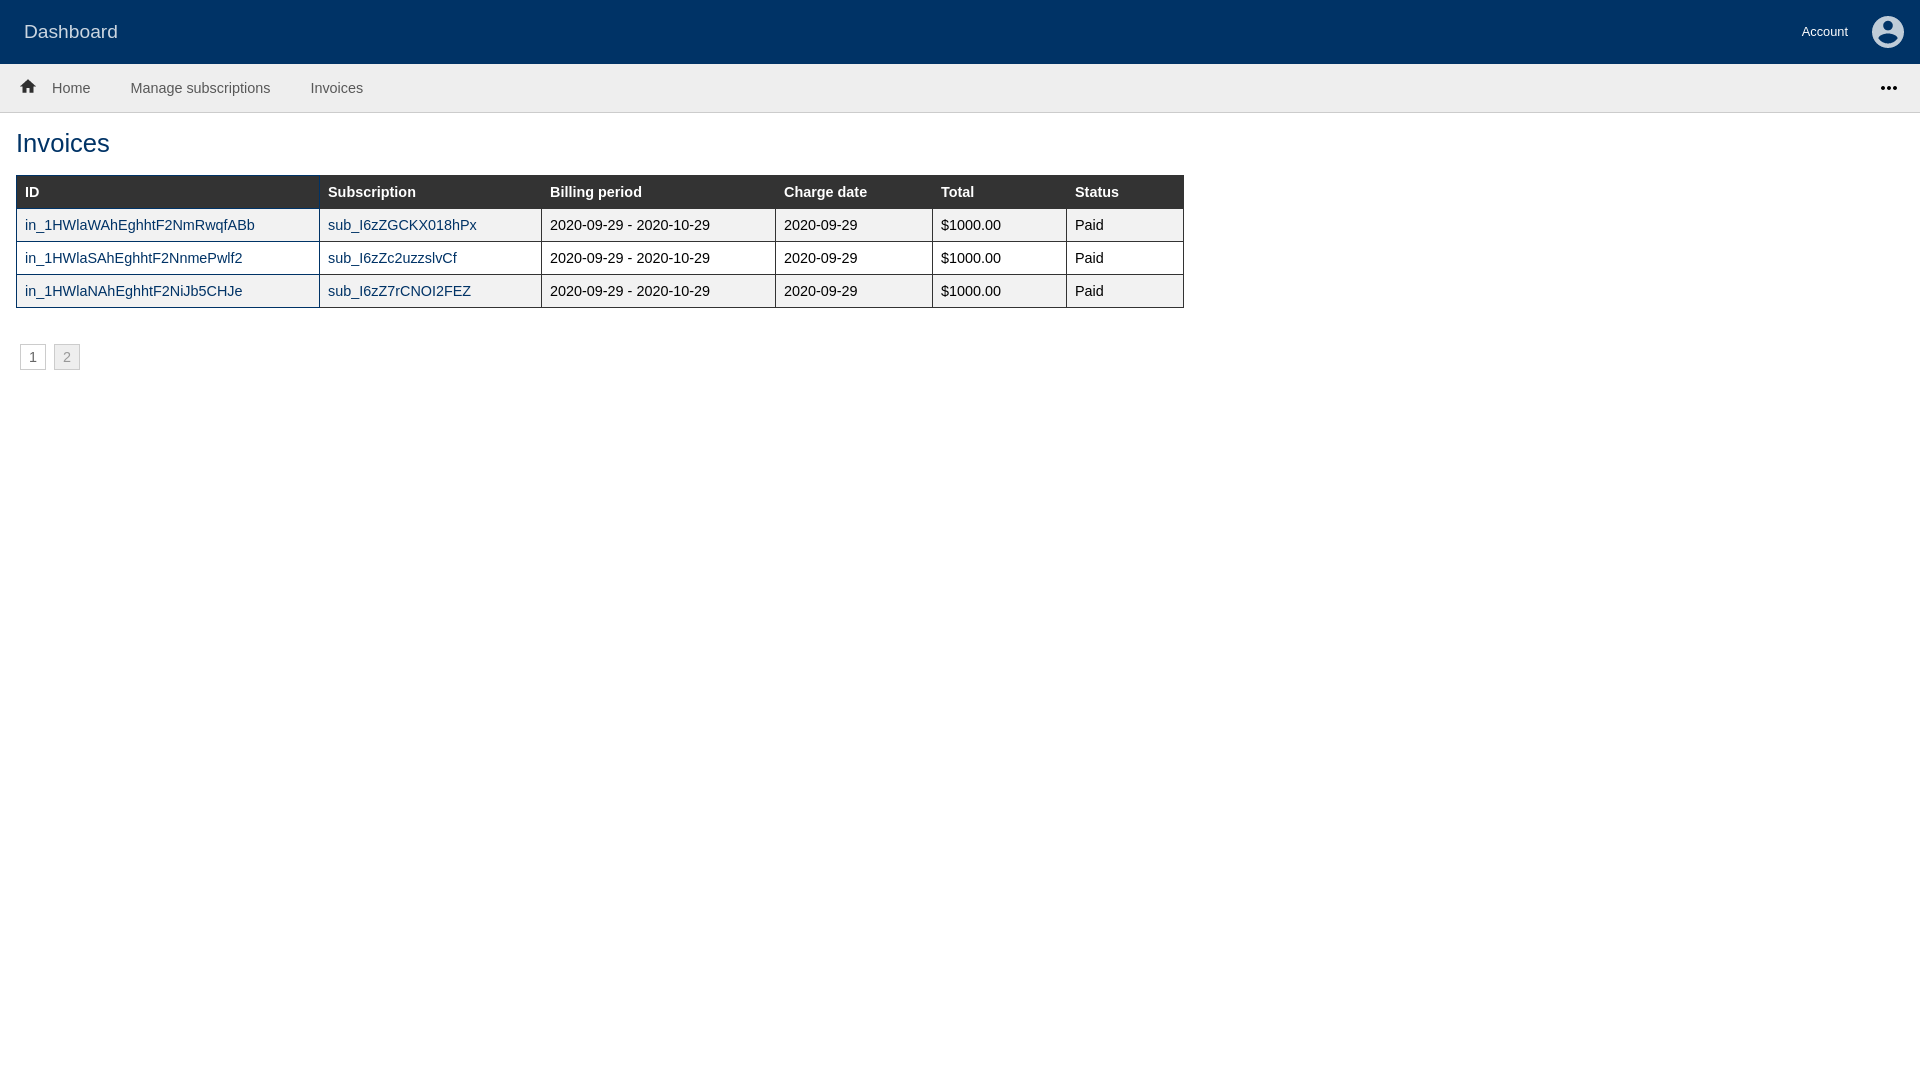 Dashboard
Account
Home Manage subscriptions Invoices
Invoices
ID Subscription Billing period Charge date Total Status
in_1HWlaWAhEghhtF2NmRwqfABb sub_I6zZGCKX018hPx 2020-09-29 - 2020-10-29 2020-09-29 $1000.00 Paid
in_1HWlaSAhEghhtF2NnmePwlf2 sub_I6zZc2uzzslvCf 2020-09-29 - 2020-10-29 2020-09-29 $1000.00 Paid
in_1HWlaNAhEghhtF2NiJb5CHJe sub_I6zZ7rCNOI2FEZ 2020-09-29 - 2020-10-29 2020-09-29 $1000.00 Paid
1 2